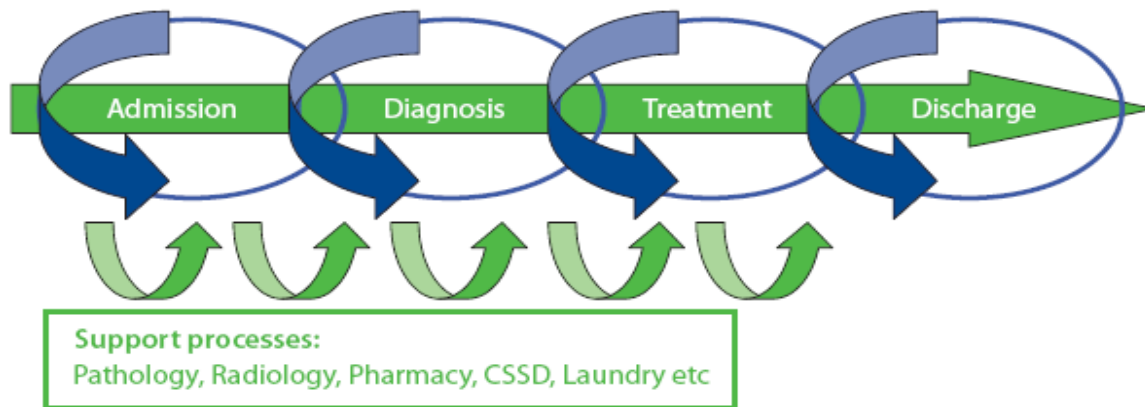 Admission Diagnosis Treatment Discharge
Support processes:
Pathology, Radiology, Pharmacy, CSSD, Laundry etc